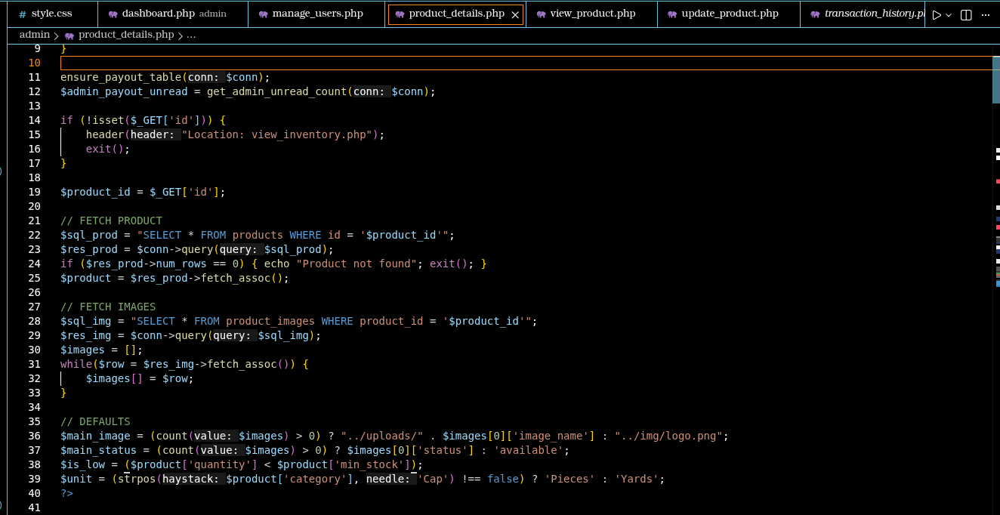 # style.css dashboard.php admin manage_users.php product_details.php view_product.php update_product.php transaction_history.p
admin > product_details.php > ...
9 }
10
11 ensure_payout_table(conn: $conn);
12 $admin_payout_unread = get_admin_unread_count(conn: $conn);
13
14 if (!isset($_GET['id'])) {
15     header(header: "Location: view_inventory.php");
16     exit();
17 }
18
19 $product_id = $_GET['id'];
20
21 // FETCH PRODUCT
22 $sql_prod = "SELECT * FROM products WHERE id = '$product_id'";
23 $res_prod = $conn->query(query: $sql_prod);
24 if ($res_prod->num_rows == 0) { echo "Product not found"; exit(); }
25 $product = $res_prod->fetch_assoc();
26
27 // FETCH IMAGES
28 $sql_img = "SELECT * FROM product_images WHERE product_id = '$product_id'";
29 $res_img = $conn->query(query: $sql_img);
30 $images = [];
31 while($row = $res_img->fetch_assoc()) {
32     $images[] = $row;
33 }
34
35 // DEFAULTS
36 $main_image = (count(value: $images) > 0) ? "../uploads/" . $images[0]['image_name'] : "../img/logo.png";
37 $main_status = (count(value: $images) > 0) ? $images[0]['status'] : 'available';
38 $is_low = ($product['quantity'] < $product['min_stock']);
39 $unit = (strpos(haystack: $product['category'], needle: 'Cap') !== false) ? 'Pieces' : 'Yards';
40 ?>
41